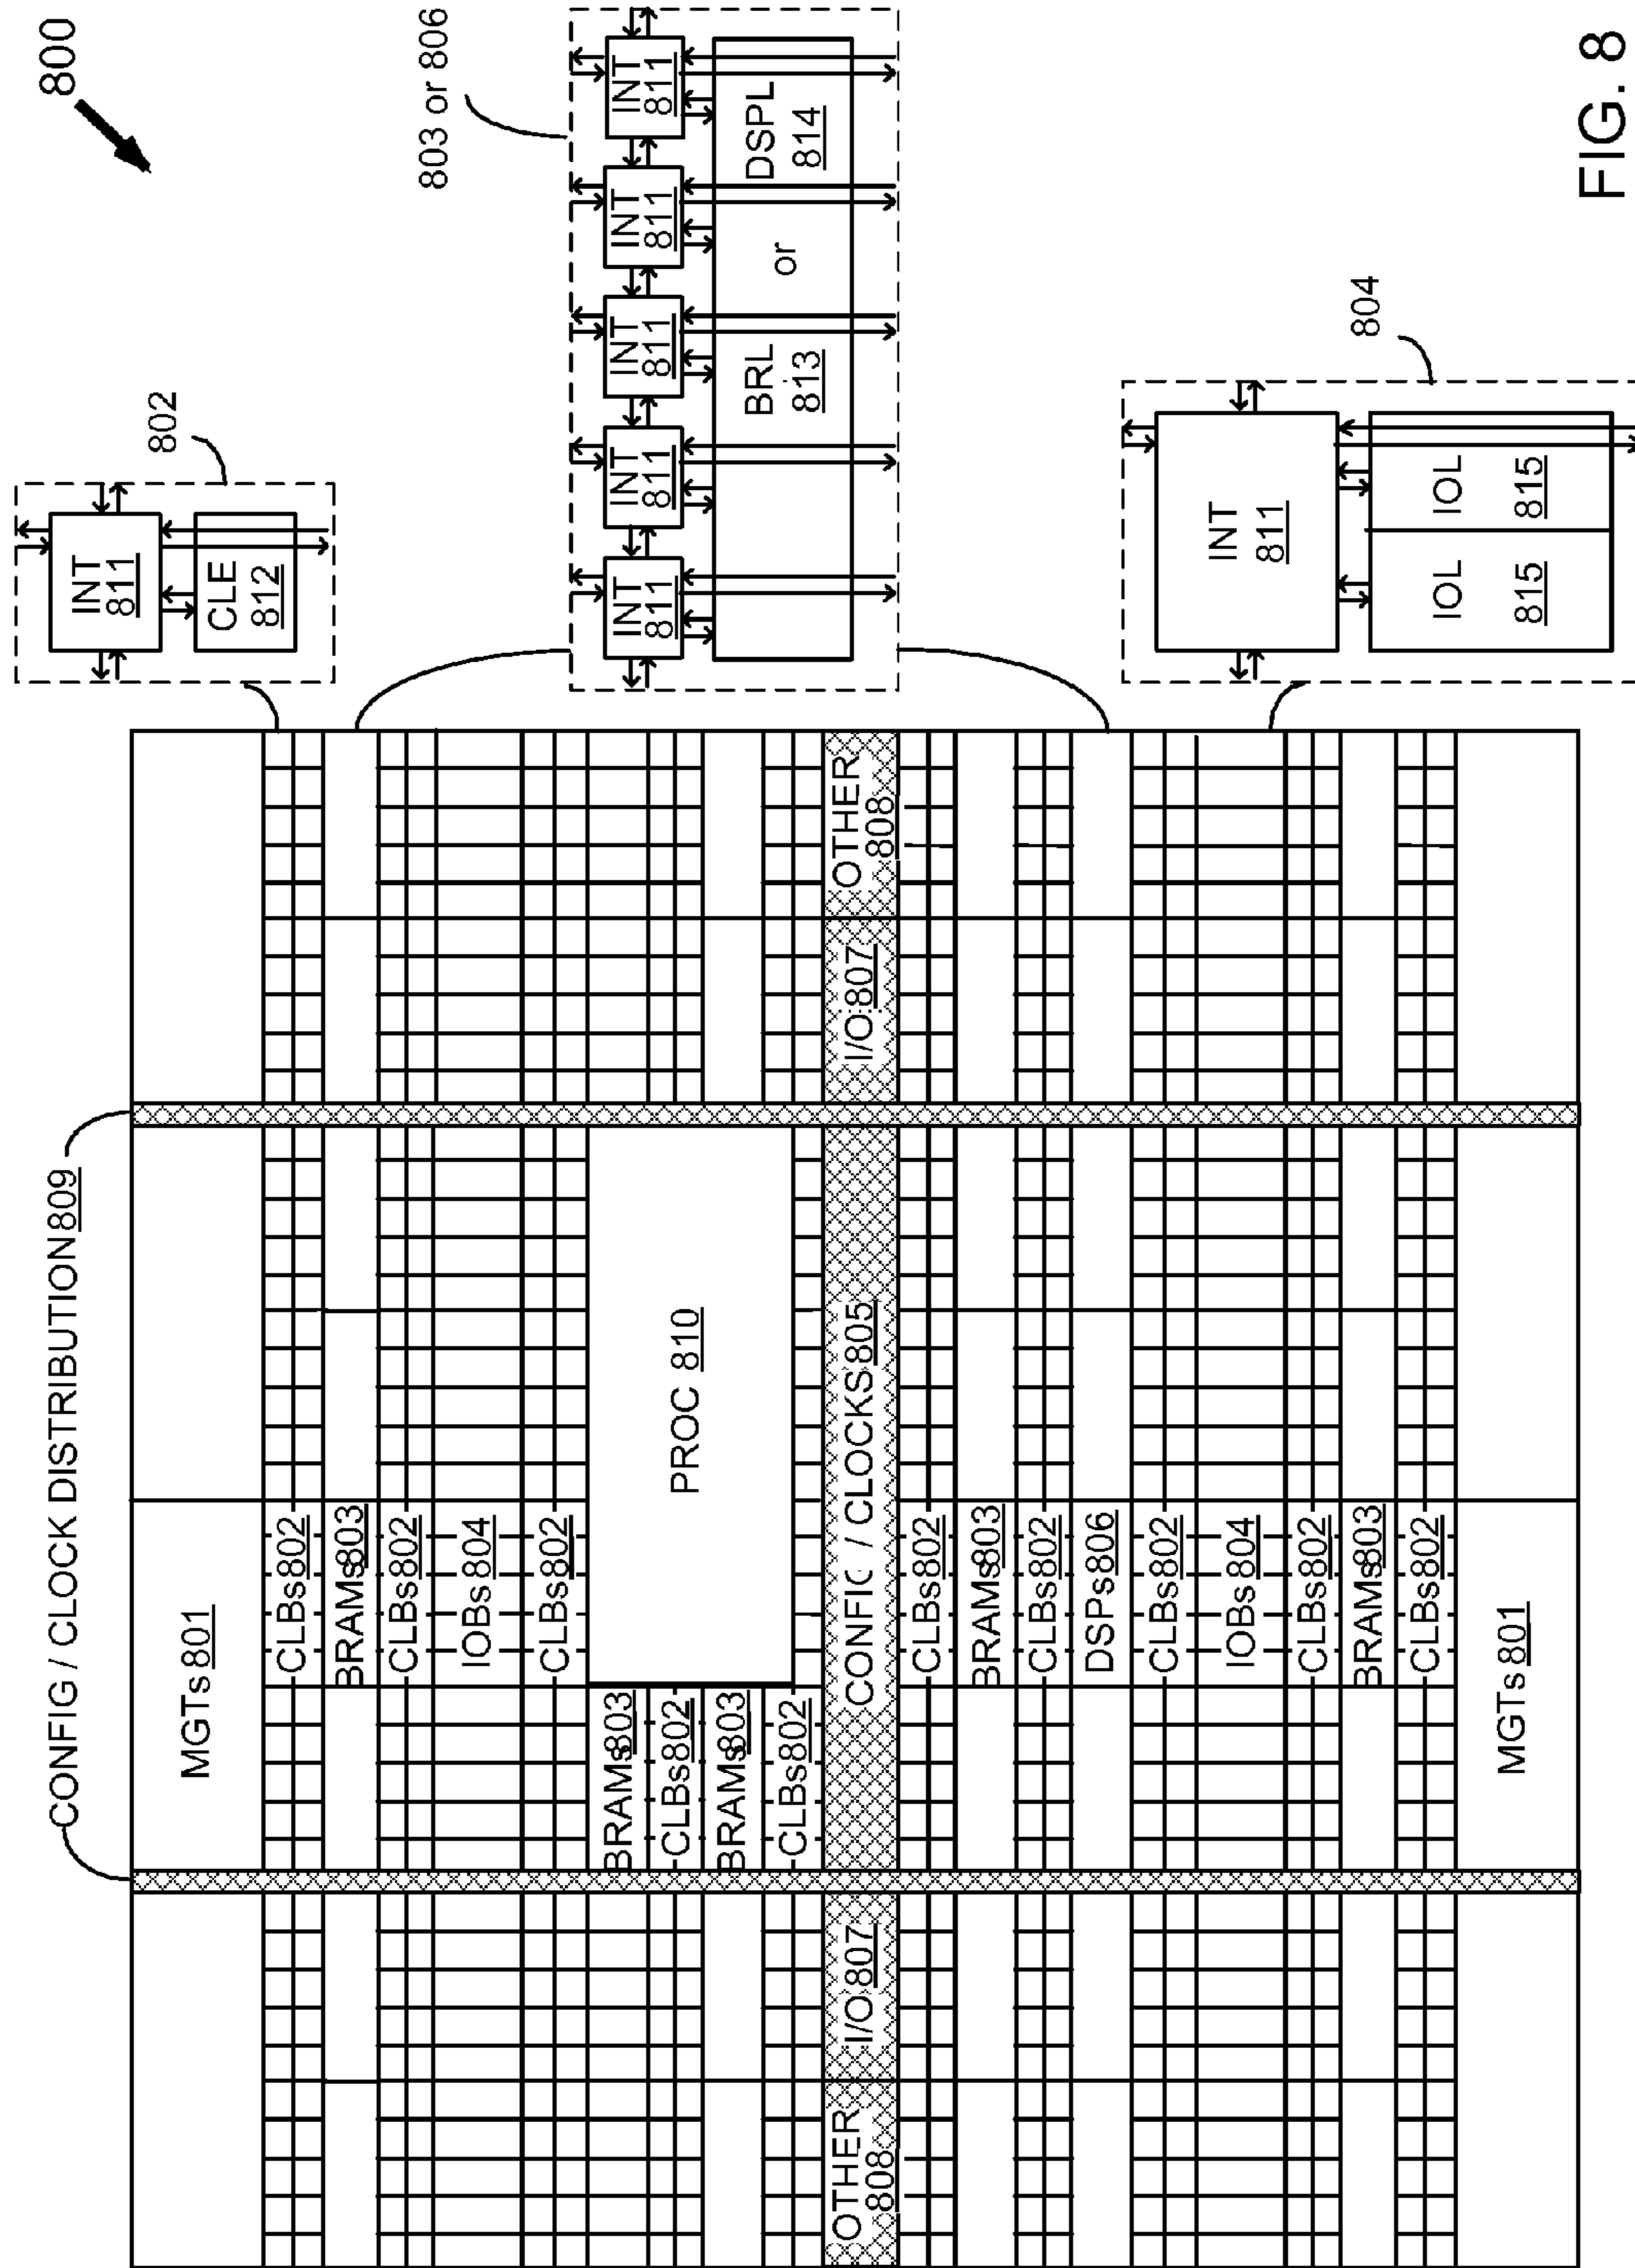 800
CONFIG / CLOCK DISTRIBUTION 809
MGTs 801
CLBs 802
BRAMs 803
CLBs 802
IOBs 804
CLBs 802
BRAMs 803
CLBs 802
BRAMs 803
CLBs 802
PROC 810
OTHER
808
I/O 807
CONFIG / CLOCKS 805
I/O 807
OTHER
808
CLBs 802
BRAMs 803
CLBs 802
DSPs 806
CLBs 802
IOBs 804
CLBs 802
BRAMs 803
CLBs 802
MGTs 801
802
INT
811
CLE
812
803 or 806
INT
811
INT
811
INT
811
INT
811
INT
811
BRL
813
or
DSPL
814
804
INT
811
IOL
815
IOL
815
FIG. 8